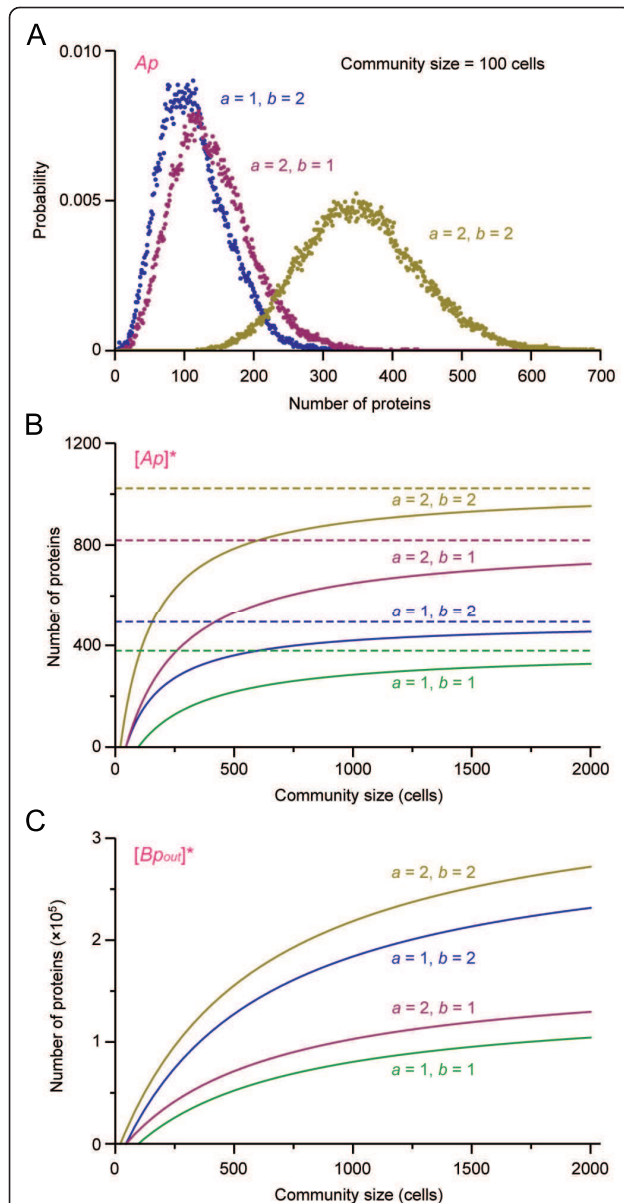 A
0.010
Ap
Community size = 100 cells
a = 1, b = 2
a = 2, b = 1
0.005
a = 2, b = 2
Probability
0
0 100 200 300 400 500 600 700
Number of proteins
B
1200
[Ap]*
a = 2, b = 2
800
a = 2, b = 1
Number of proteins
a = 1, b = 2
400
a = 1, b = 1
0
0 500 1000 1500 2000
Community size (cells)
C
3
[Bpout]*
a = 2, b = 2
2
a = 1, b = 2
Number of proteins (×10⁵)
a = 2, b = 1
1
a = 1, b = 1
0
0 500 1000 1500 2000
Community size (cells)